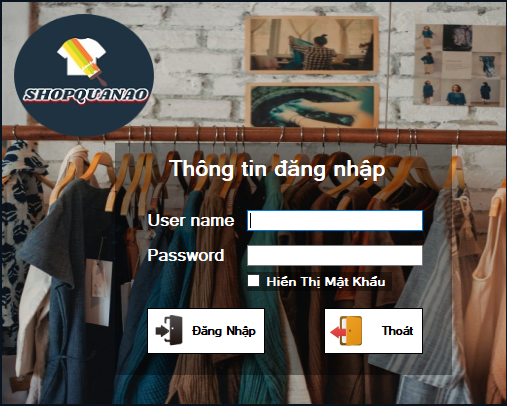 SHOPQUANAO
Thông tin đăng nhập
User name
Password
Hiển Thị Mật Khẩu
Đăng Nhập
Thoát